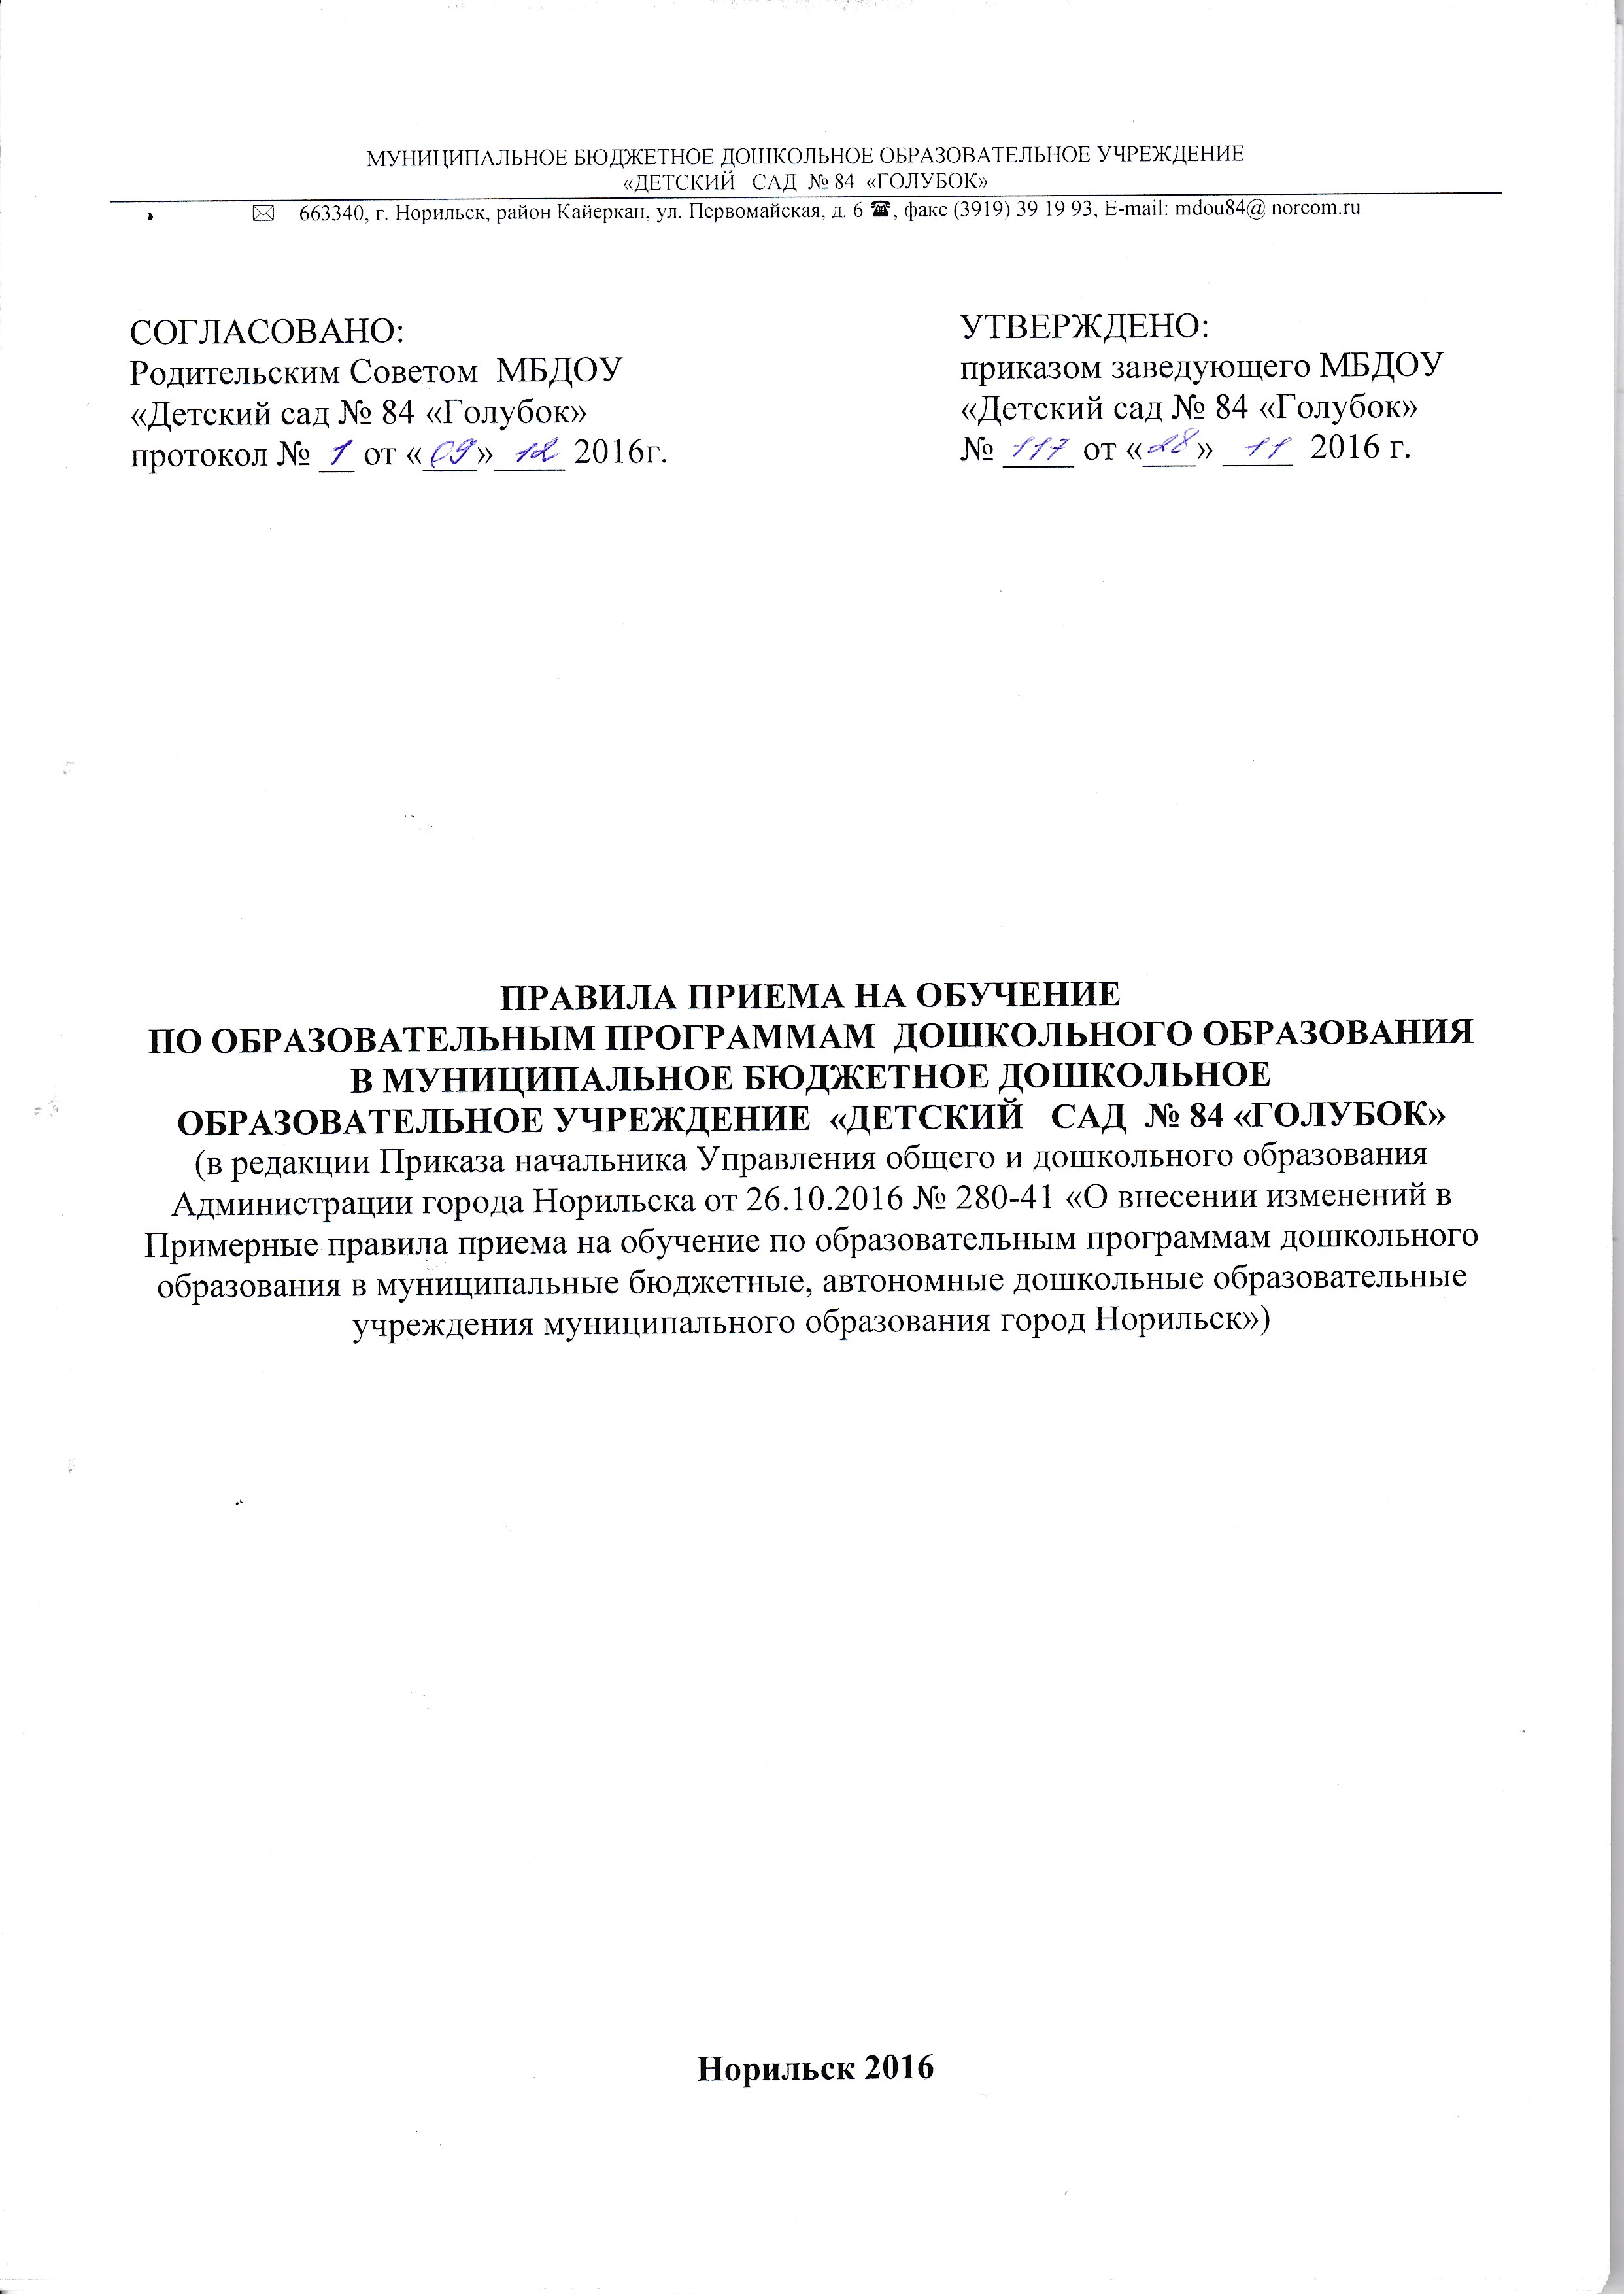 МУНИЦИПАЛЬНОЕ БЮДЖЕТНОЕ ДОШКОЛЬНОЕ ОБРАЗОВАТЕЛЬНОЕ УЧРЕЖДЕНИЕ
«ДЕТСКИЙ САД № 84 «ГОЛУБОК»
663340, г. Норильск, район Кайеркан, ул. Первомайская, д. 6 ☎, факс (3919) 39 19 93, E-mail: mdou84@ norcom.ru
СОГЛАСОВАНО:
Родительским Советом МБДОУ
«Детский сад № 84 «Голубок»
протокол № 1 от «09» 12 2016г.
УТВЕРЖДЕНО:
приказом заведующего МБДОУ
«Детский сад № 84 «Голубок»
№ 117 от «28» 11 2016 г.
ПРАВИЛА ПРИЕМА НА ОБУЧЕНИЕ
ПО ОБРАЗОВАТЕЛЬНЫМ ПРОГРАММАМ ДОШКОЛЬНОГО ОБРАЗОВАНИЯ
В МУНИЦИПАЛЬНОЕ БЮДЖЕТНОЕ ДОШКОЛЬНОЕ
ОБРАЗОВАТЕЛЬНОЕ УЧРЕЖДЕНИЕ «ДЕТСКИЙ САД № 84 «ГОЛУБОК»
(в редакции Приказа начальника Управления общего и дошкольного образования
Администрации города Норильска от 26.10.2016 № 280-41 «О внесении изменений в
Примерные правила приема на обучение по образовательным программам дошкольного
образования в муниципальные бюджетные, автономные дошкольные образовательные
учреждения муниципального образования город Норильск»)
Норильск 2016